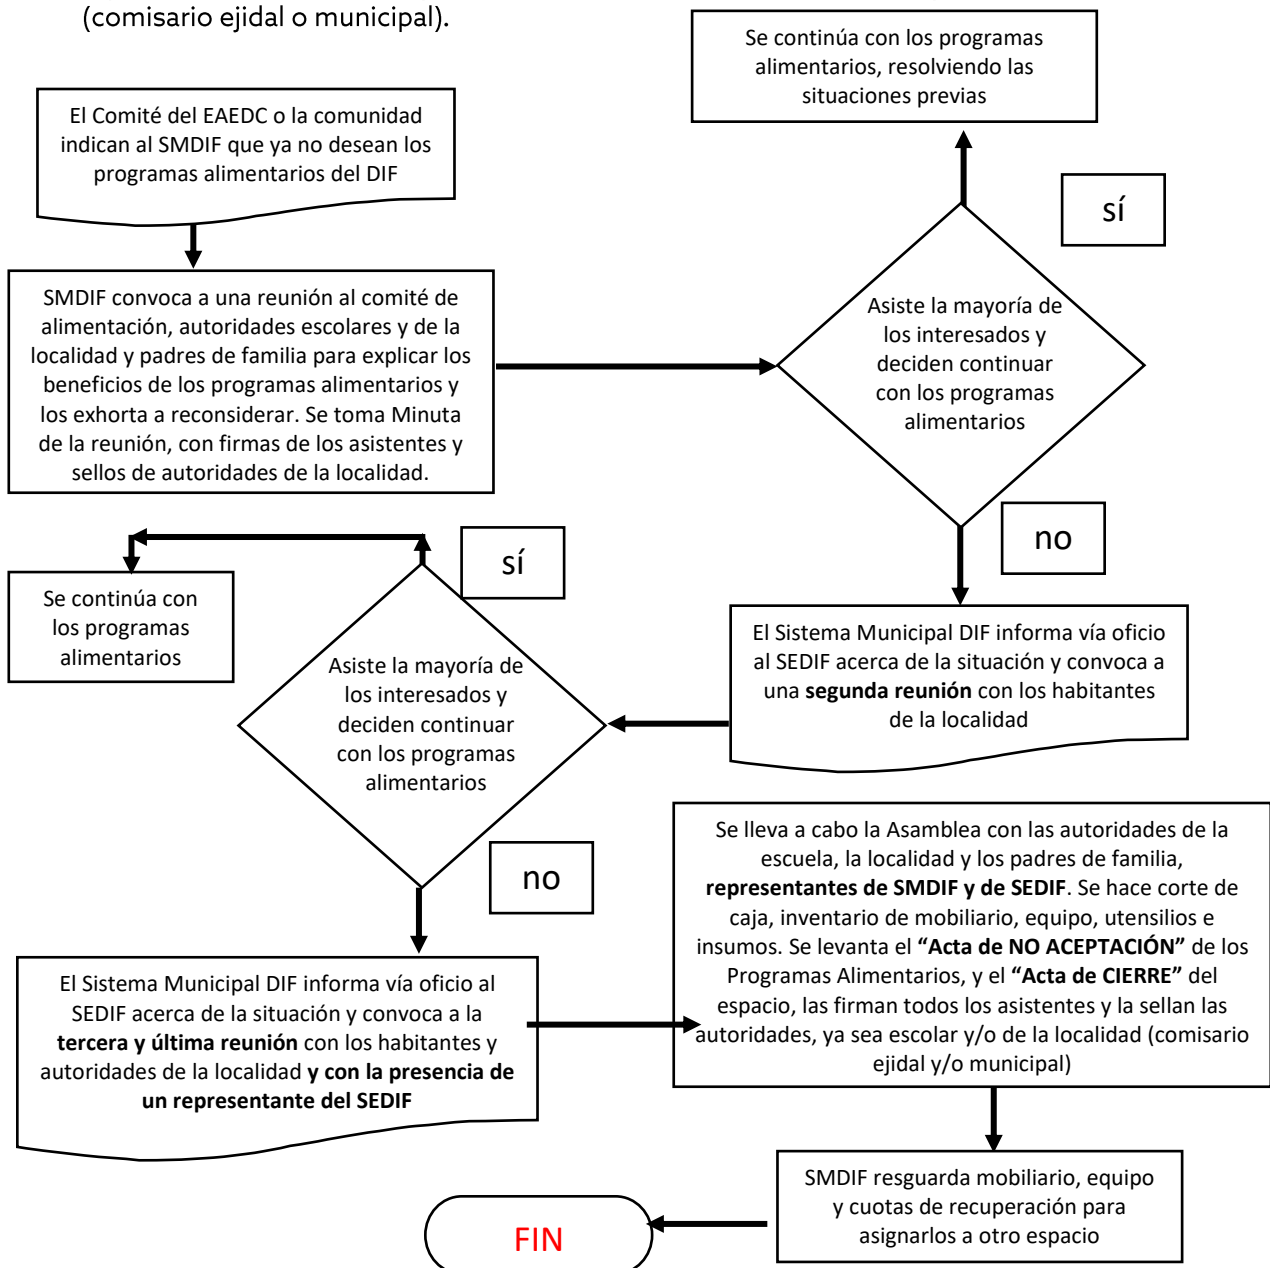 (comisario ejidal o municipal).
El Comité del EAEDC o la comunidad
indican al SMDIF que ya no desean los
programas alimentarios del DIF
SMDIF convoca a una reunión al comité de
alimentación, autoridades escolares y de la
localidad y padres de familia para explicar los
beneficios de los programas alimentarios y
los exhorta a reconsiderar. Se toma Minuta
de la reunión, con firmas de los asistentes y
sellos de autoridades de la localidad.
Asiste la mayoría de
los interesados y
deciden continuar
con los programas
alimentarios
sí
Se continúa con los programas
alimentarios, resolviendo las
situaciones previas
no
El Sistema Municipal DIF informa vía oficio
al SEDIF acerca de la situación y convoca a
una segunda reunión con los habitantes
de la localidad
Asiste la mayoría de
los interesados y
deciden continuar
con los programas
alimentarios
sí
Se continúa con
los programas
alimentarios
no
El Sistema Municipal DIF informa vía oficio al
SEDIF acerca de la situación y convoca a la
tercera y última reunión con los habitantes y
autoridades de la localidad y con la presencia de
un representante del SEDIF
Se lleva a cabo la Asamblea con las autoridades de la
escuela, la localidad y los padres de familia,
representantes de SMDIF y de SEDIF. Se hace corte de
caja, inventario de mobiliario, equipo, utensilios e
insumos. Se levanta el “Acta de NO ACEPTACIÓN” de los
Programas Alimentarios, y el “Acta de CIERRE” del
espacio, las firman todos los asistentes y la sellan las
autoridades, ya sea escolar y/o de la localidad (comisario
ejidal y/o municipal)
SMDIF resguarda mobiliario, equipo
y cuotas de recuperación para
asignarlos a otro espacio
FIN